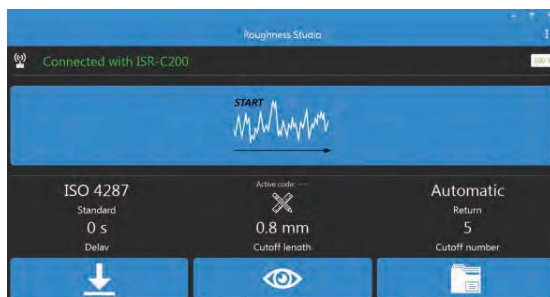 Roughness Studio
Connected with ISR-C200
START
ISO 4287
Standard
0 s
Delay
Active code: ---
0.8 mm
Cutoff length
Automatic
Return
5
Cutoff number